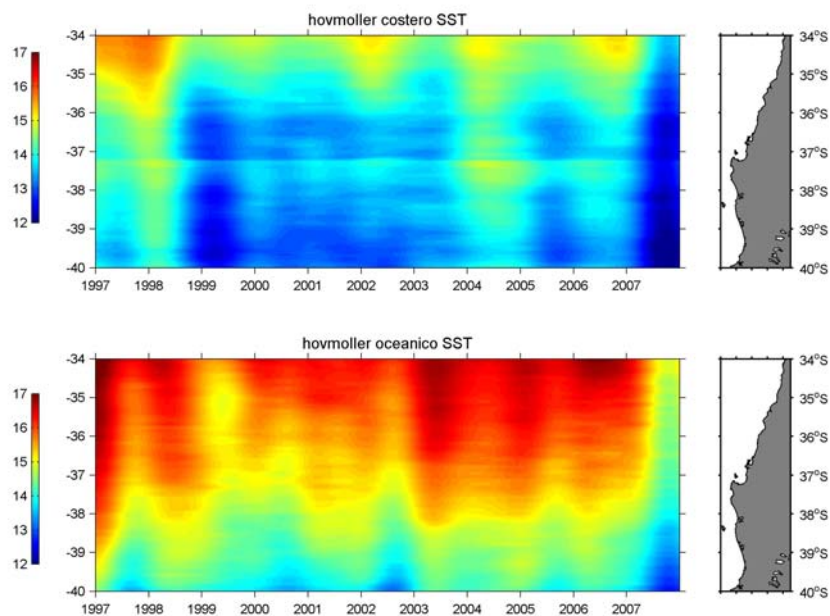 hovmoller costero SST
17
16
15
14
13
12
-34
-35
-36
-37
-38
-39
-40
1997 1998 1999 2000 2001 2002 2003 2004 2005 2006 2007
34°S
35°S
36°S
37°S
38°S
39°S
40°S
hovmoller oceanico SST
17
16
15
14
13
12
-34
-35
-36
-37
-38
-39
-40
1997 1998 1999 2000 2001 2002 2003 2004 2005 2006 2007
34°S
35°S
36°S
37°S
38°S
39°S
40°S